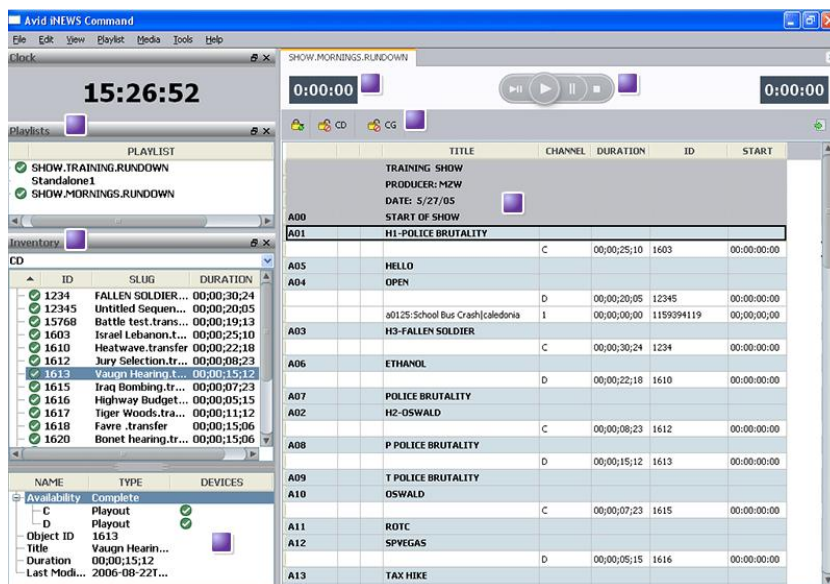 Avid iNEWS Command
File Edit View Playlist Media Tools Help
Clock
15:26:52
Playlists
PLAYLIST
SHOW.TRAINING.RUNDOWN
Standalone1
SHOW.MORNINGS.RUNDOWN
Inventory
CD
ID SLUG DURATION
1234 FALLEN SOLDIER... 00;00;30;24
12345 Untitled Sequen... 00;00;20;05
15768 Battle test.trans... 00;00;19;13
1603 Israel Lebanon.t... 00;00;25;10
1610 Heatwave.transfer 00;00;22;18
1612 Jury Selection.tr... 00;00;08;23
1613 Vaugn Hearing.t... 00;00;15;12
1615 Iraq Bombing.tr... 00;00;07;23
1616 Highway Budget... 00;00;05;15
1617 Tiger Woods.tra... 00;00;11;12
1618 Favre .transfer 00;00;15;06
1620 Bonet hearing.tr... 00;00;15;06
NAME TYPE DEVICES
Availability Complete
C Playout
D Playout
Object ID 1613
Title Vaugn Hearin...
Duration 00;00;15;12
Last Modi... 2006-08-22T...
SHOW.MORNINGS.RUNDOWN
0:00:00 0:00:00
CD CG
TITLE CHANNEL DURATION ID START
TRAINING SHOW
PRODUCER: MZW
DATE: 5/27/05
A00 START OF SHOW
A01 H1-POLICE BRUTALITY
C 00;00;25;10 1603 00:00:00:00
A05 HELLO
A04 OPEN
D 00;00;20;05 12345 00:00:00:00
a0125:School Bus Crash|caledonia 1 00;00;00;00 1159394119 00;00;00;00
A03 H3-FALLEN SOLDIER
C 00;00;30;24 1234 00:00:00:00
A06 ETHANOL
D 00;00;22;18 1610 00:00:00:00
A07 POLICE BRUTALITY
A02 H2-OSWALD
C 00;00;08;23 1612 00:00:00:00
A08 P POLICE BRUTALITY
D 00;00;15;12 1613 00:00:00:00
A09 T POLICE BRUTALITY
A10 OSWALD
C 00;00;07;23 1615 00:00:00:00
A11 ROTC
A12 SPVEGAS
D 00;00;05;15 1616 00:00:00:00
A13 TAX HIKE